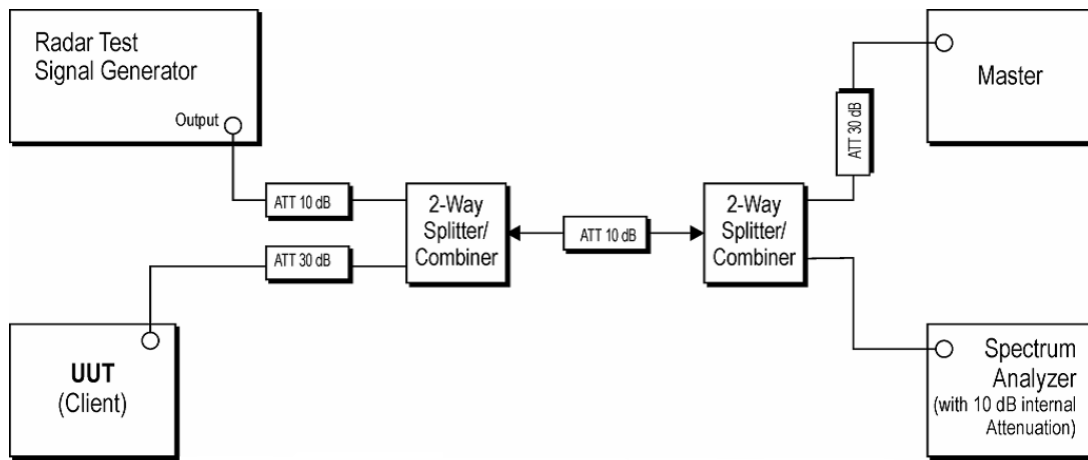 Radar Test
Signal Generator
Output
ATT 10 dB
ATT 30 dB
2-Way
Splitter/
Combiner
ATT 10 dB
2-Way
Splitter/
Combiner
ATT 30 dB
Master
UUT
(Client)
Spectrum
Analyzer
(with 10 dB internal
Attenuation)